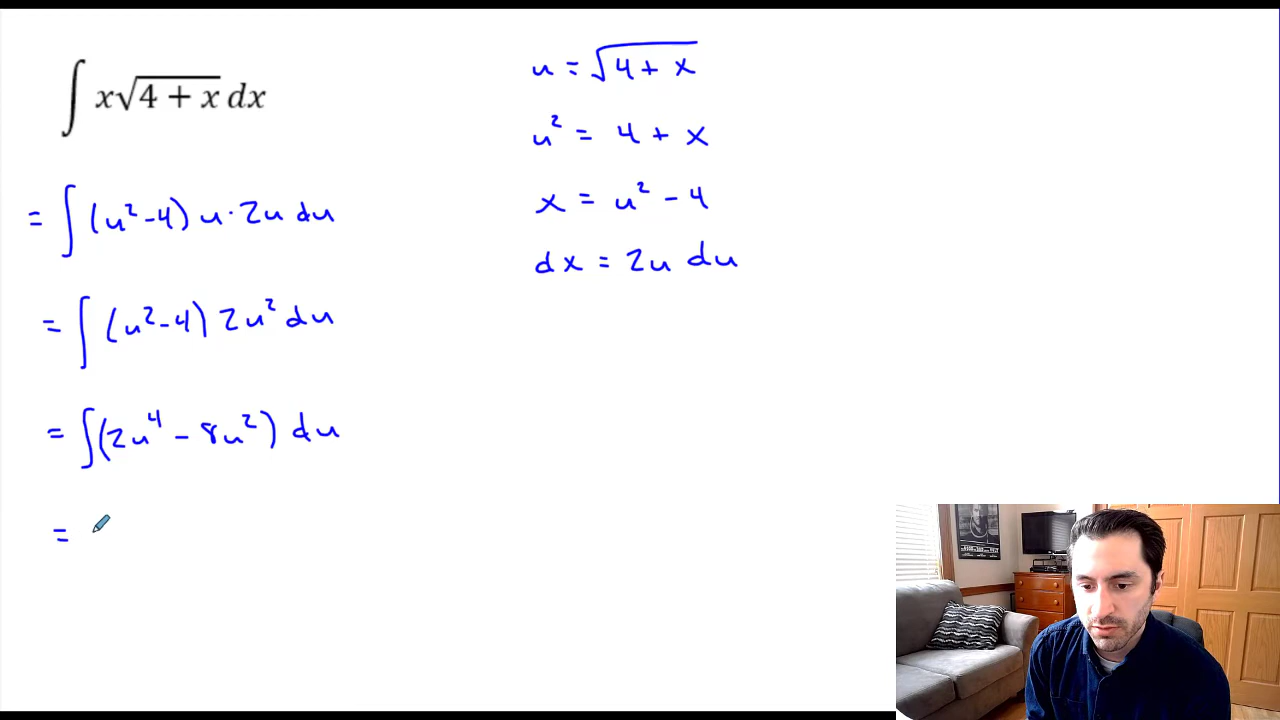 ∫ x√(4 + x) dx
= ∫ (u² - 4) u · 2u du
= ∫ (u² - 4) 2u² du
= ∫ (2u⁴ - 8u²) du
=
u = √(4 + x)
u² = 4 + x
x = u² - 4
dx = 2u du